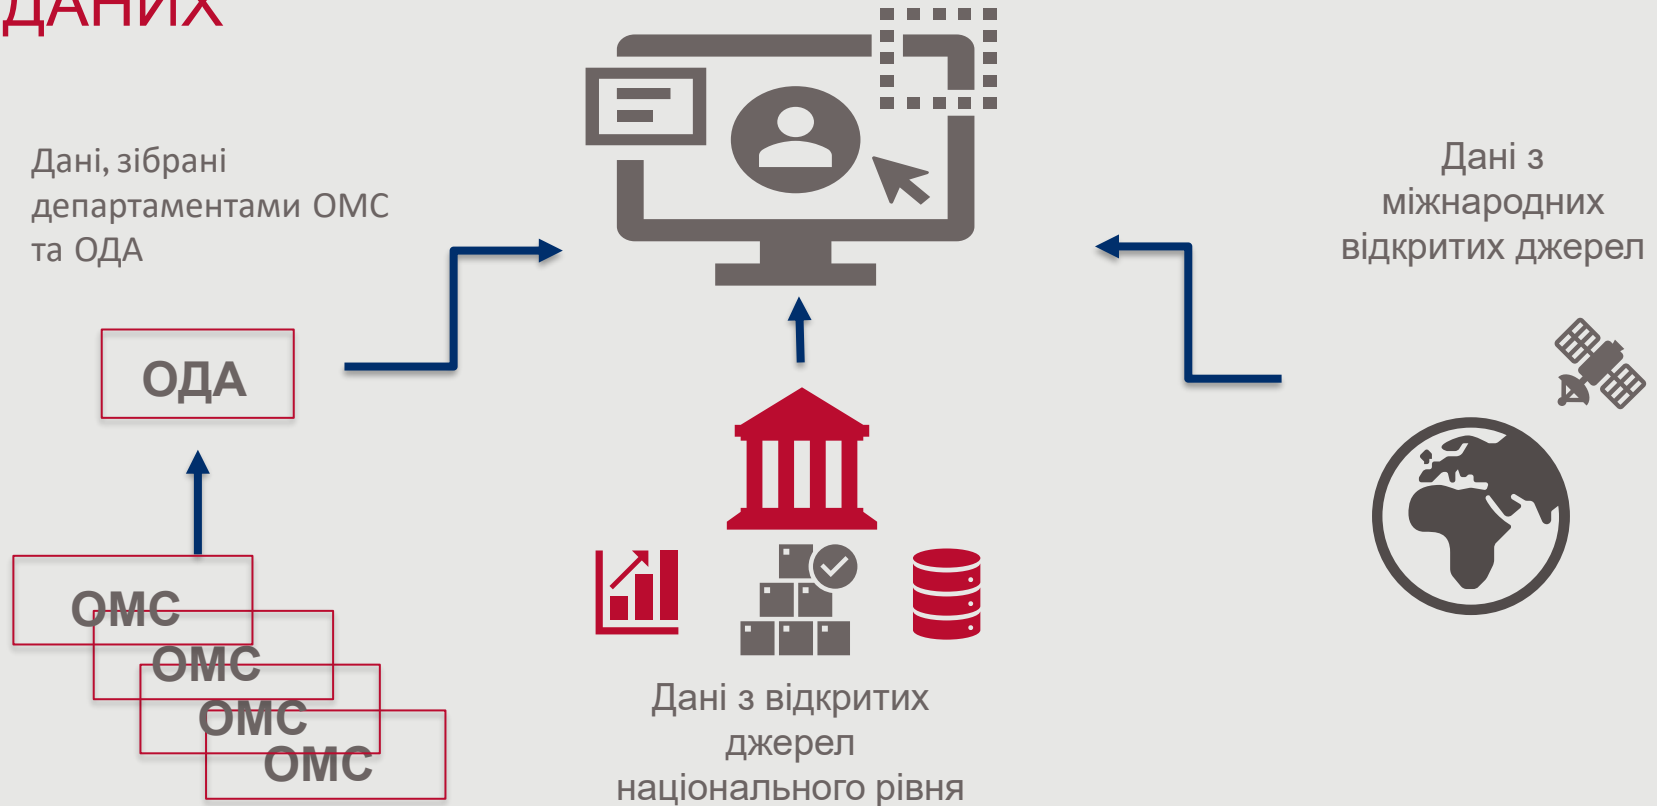 ДАНИХ
Дані, зібрані
департаментами ОМС
та ОДА
ОДА
ОМС
ОМС
ОМС
ОМС
Дані з відкритих
джерел
національного рівня
Дані з
міжнародних
відкритих джерел